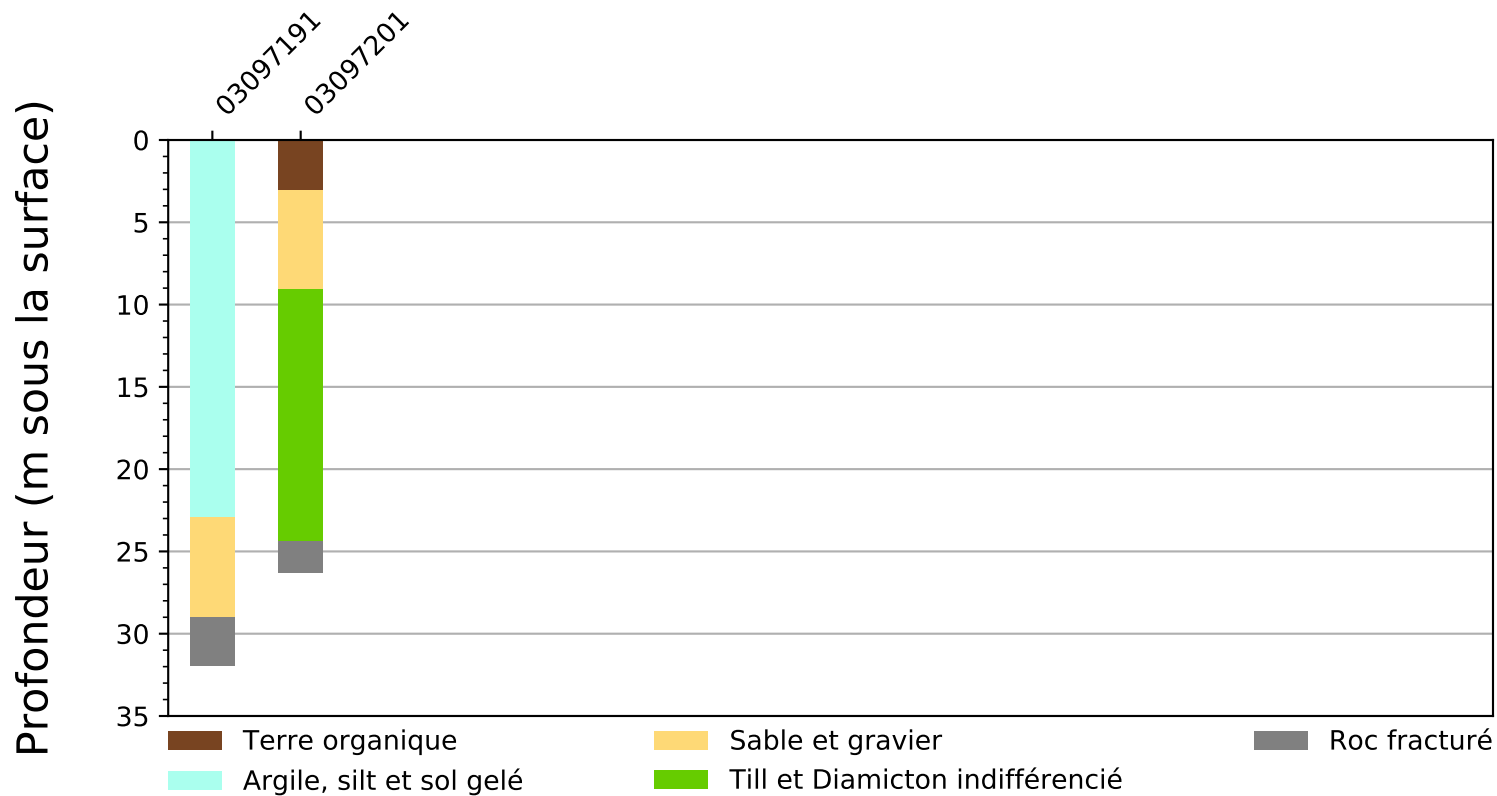 03097191
03097201
Profondeur (m sous la surface)
0
5
10
15
20
25
30
35
Terre organique
Argile, silt et sol gelé
Sable et gravier
Till et Diamicton indifférencié
Roc fracturé